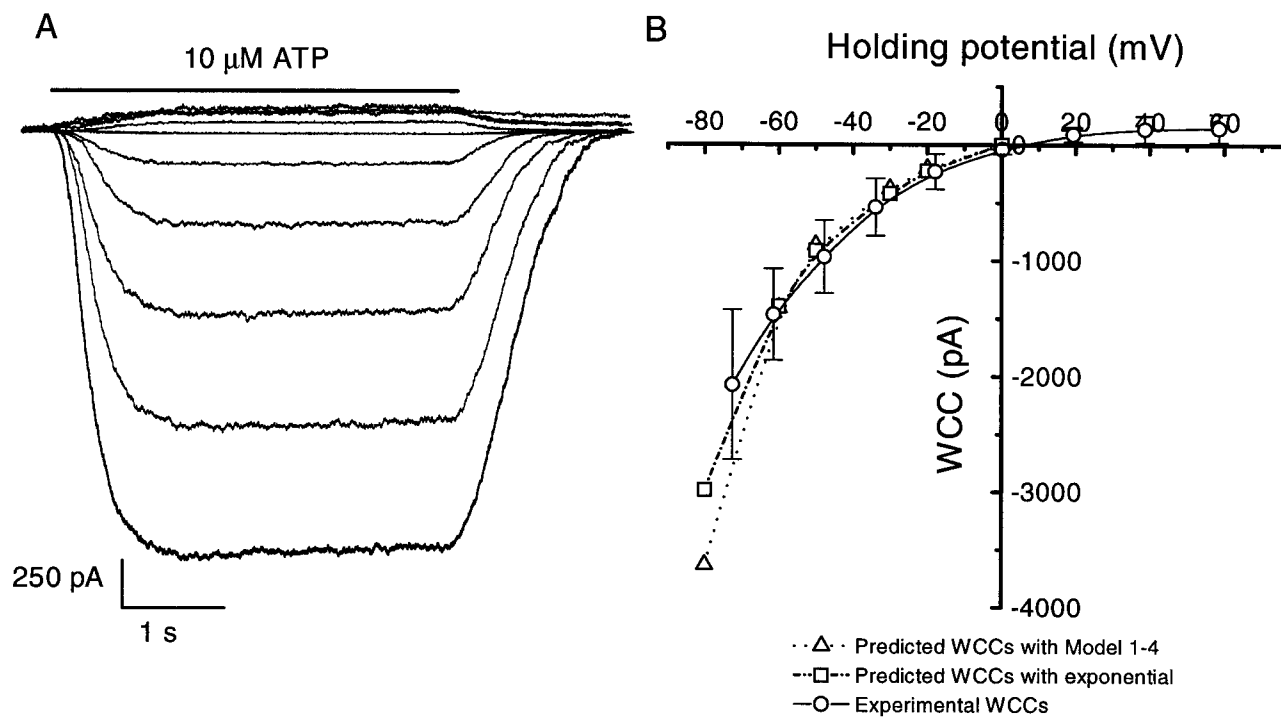 A
10 μM ATP
250 pA
1 s
B
Holding potential (mV)
-80 -60 -40 -20 0 20 40 60
0
-1000
-2000
-3000
-4000
WCC (pA)
Predicted WCCs with Model 1-4
Predicted WCCs with exponential
Experimental WCCs